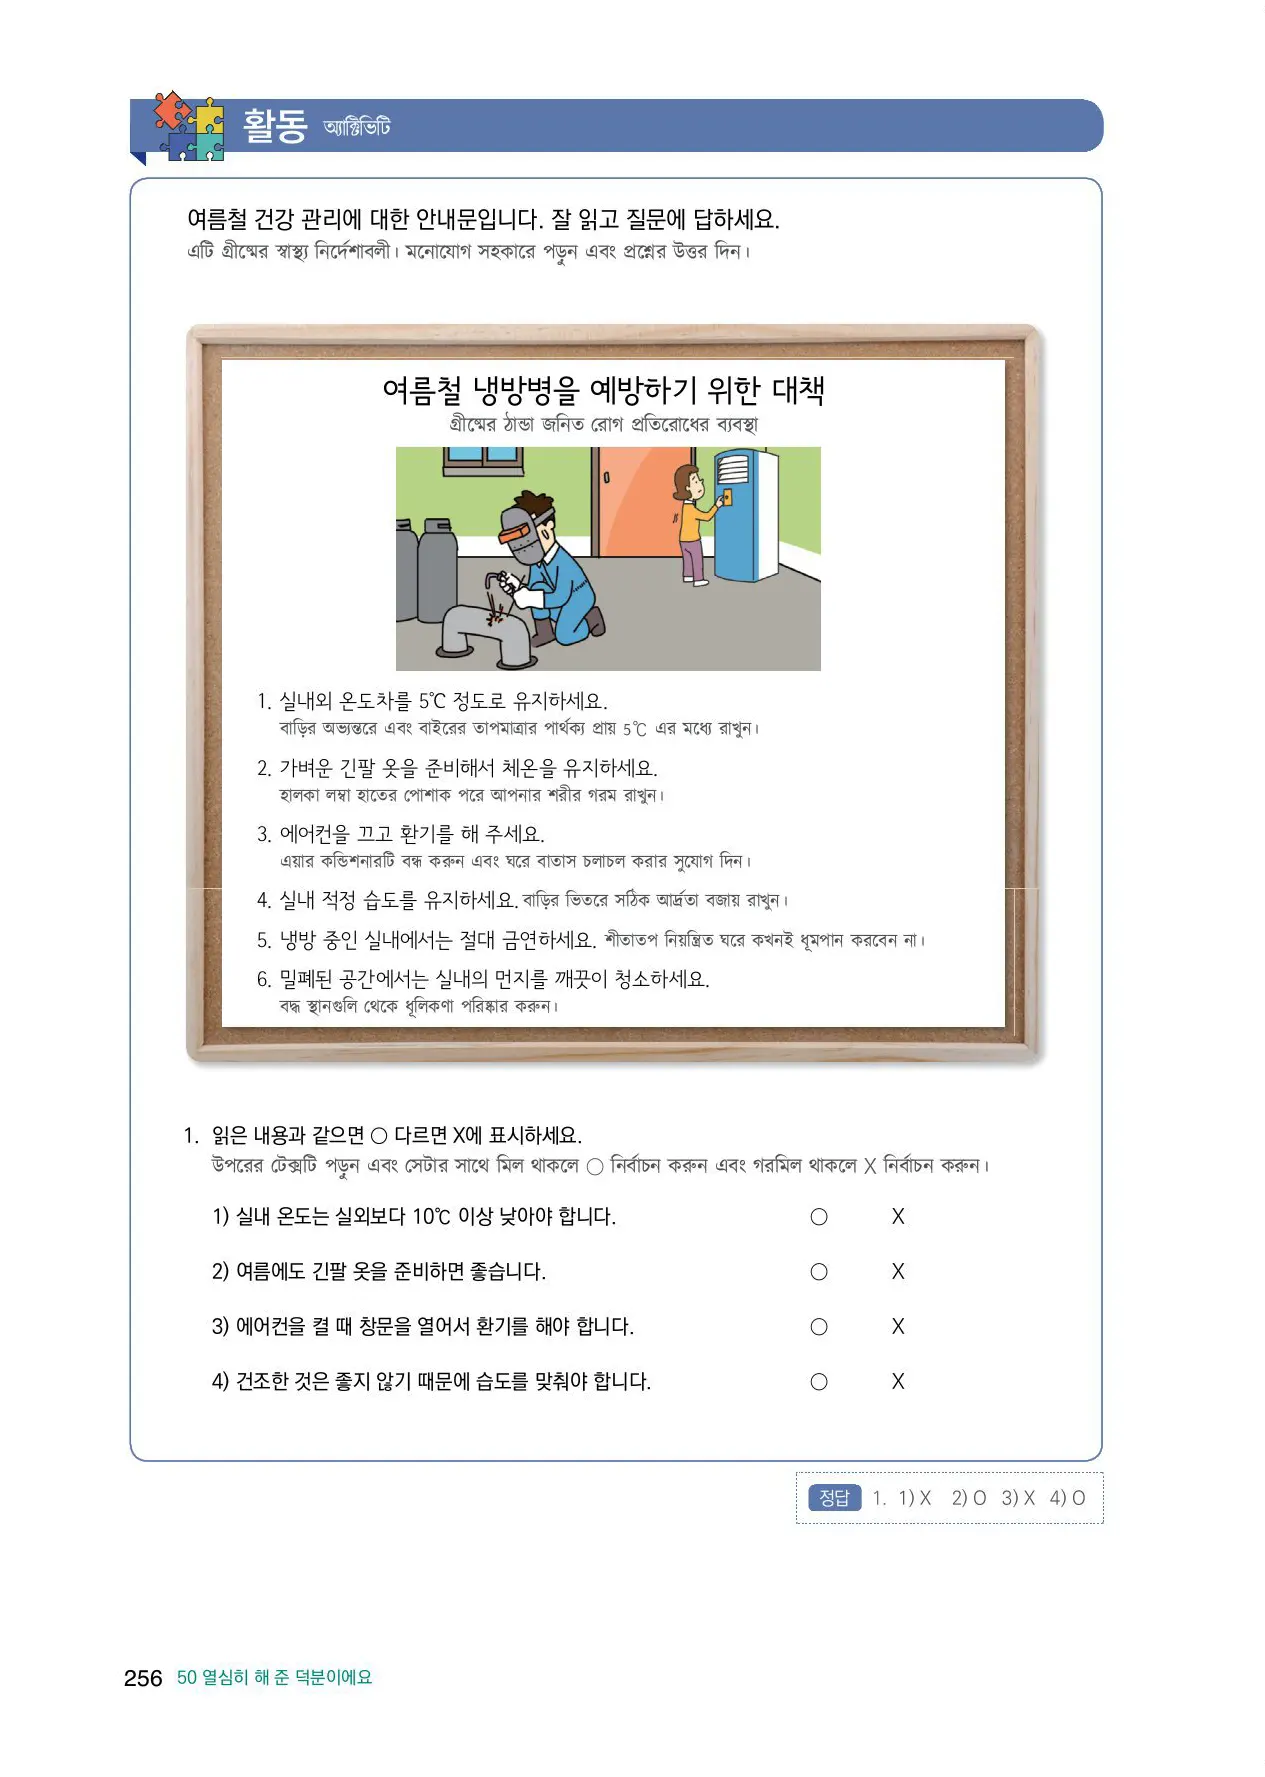 활동 অ্যাক্টিভিটি
여름철 건강 관리에 대한 안내문입니다. 잘 읽고 질문에 답하세요.
এটি গ্রীষ্মের স্বাস্থ্য নির্দেশাবলী। মনোযোগ সহকারে পড়ুন এবং প্রশ্নের উত্তর দিন।
여름철 냉방병을 예방하기 위한 대책
গ্রীষ্মের ঠান্ডা জনিত রোগ প্রতিরোধের ব্যবস্থা
1. 실내외 온도차를 5℃ 정도로 유지하세요.
বাড়ির অভ্যন্তরে এবং বাইরের তাপমাত্রার পার্থক্য প্রায় 5℃ এর মধ্যে রাখুন।
2. 가벼운 긴팔 옷을 준비해서 체온을 유지하세요.
হালকা লম্বা হাতের পোশাক পরে আপনার শরীর গরম রাখুন।
3. 에어컨을 끄고 환기를 해 주세요.
এয়ার কন্ডিশনারটি বন্ধ করুন এবং ঘরে বাতাস চলাচল করার সুযোগ দিন।
4. 실내 적정 습도를 유지하세요. বাড়ির ভিতরে সঠিক আর্দ্রতা বজায় রাখুন।
5. 냉방 중인 실내에서는 절대 금연하세요. শীতাতপ নিয়ন্ত্রিত ঘরে কখনই ধূমপান করবেন না।
6. 밀폐된 공간에서는 실내의 먼지를 깨끗이 청소하세요.
বদ্ধ স্থানগুলি থেকে ধূলিকণা পরিষ্কার করুন।
1. 읽은 내용과 같으면 ○ 다르면 X에 표시하세요.
উপরের টেক্সটি পড়ুন এবং সেটার সাথে মিল থাকলে ○ নির্বাচন করুন এবং গরমিল থাকলে X নির্বাচন করুন।
1) 실내 온도는 실외보다 10℃ 이상 낮아야 합니다. ○ X
2) 여름에도 긴팔 옷을 준비하면 좋습니다. ○ X
3) 에어컨을 켤 때 창문을 열어서 환기를 해야 합니다. ○ X
4) 건조한 것은 좋지 않기 때문에 습도를 맞춰야 합니다. ○ X
정답 1. 1) X 2) O 3) X 4) O
256 50 열심히 해 준 덕분이에요